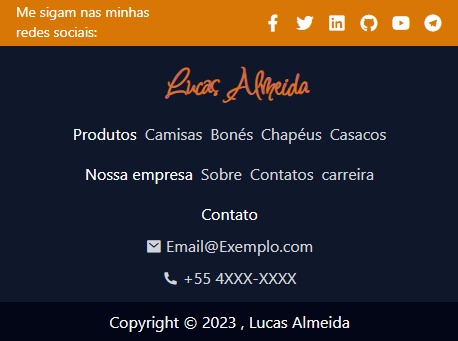 Me sigam nas minhas
redes sociais:
Lucas Almeida
Produtos Camisas Bonés Chapéus Casacos
Nossa empresa Sobre Contatos carreira
Contato
Email@Exemplo.com
+55 4XXX-XXXX
Copyright © 2023 , Lucas Almeida